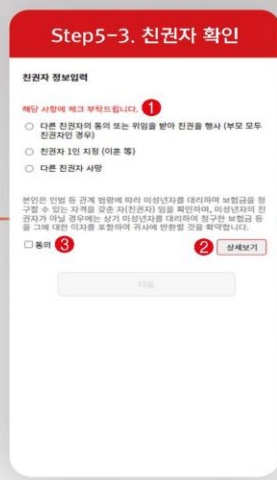 Step5-3. 친권자 확인
친권자 정보입력
해당 사항에 체크 부탁드립니다. 1
○ 다른 친권자의 동의 또는 위임을 받아 친권을 행사 (부모 모두
친권자인 경우)
○ 친권자 1인 지정 (이혼 등)
○ 다른 친권자 사망
본인은 민법 등 관계 법령에 따라 미성년자를 대리하여 보험금을 청
구할 수 있는 자격을 갖춘 자(친권자) 임을 확인하며, 미성년자의 친
권자가 아닐 경우에는 상기 미성년자를 대리하여 청구한 보험금 등
을 그에 대한 이자를 포함하여 귀사에 반환할 것을 확약합니다.
□ 동의 3 2 상세보기
다음